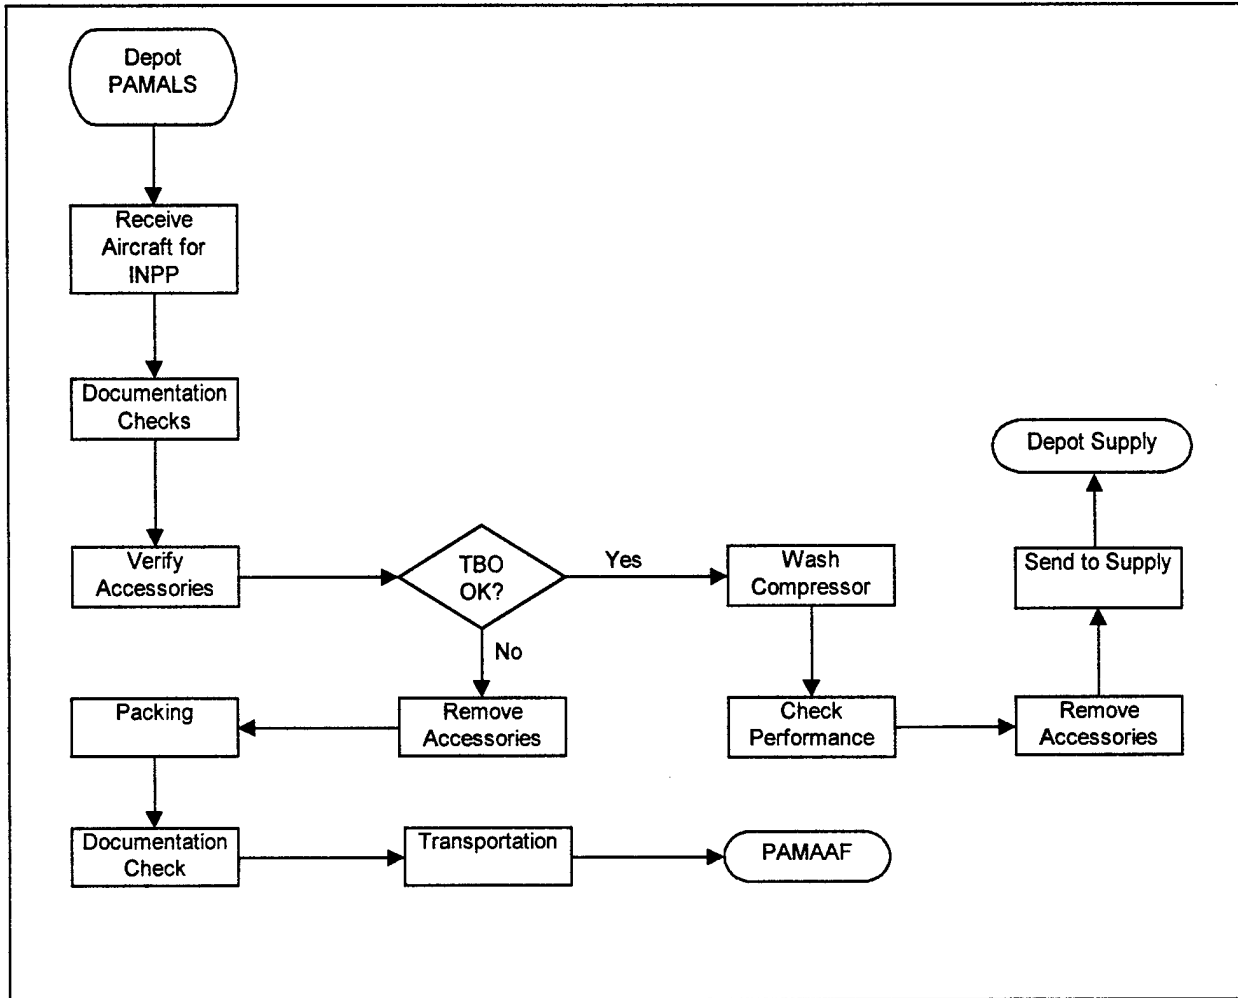 Depot
PAMALS
Receive
Aircraft for
INPP
Documentation
Checks
Depot Supply
Verify
Accessories
TBO
OK?
Yes
Wash
Compressor
Send to Supply
No
Packing
Remove
Accessories
Check
Performance
Remove
Accessories
Documentation
Check
Transportation
PAMAAF